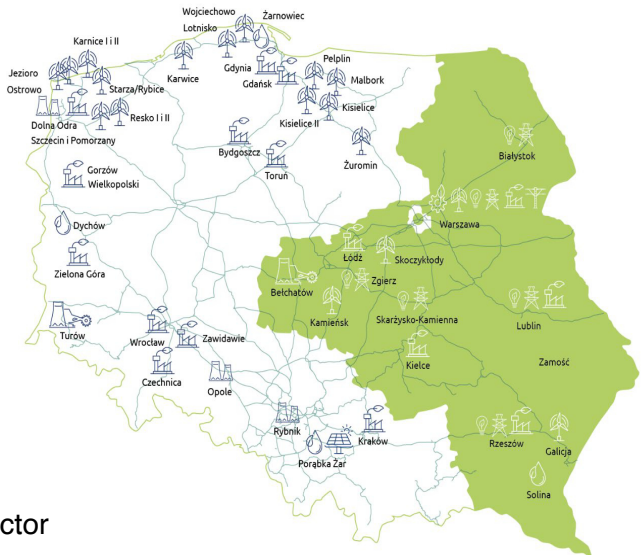 Wojciechowo
Żarnowiec
Lotnisko
Karnice I i II
Pelplin
Jezioro
Ostrowo
Karwice
Gdynia
Gdańsk
Malbork
Starza/Rybice
Kisielice
Resko I i II
Kisielice II
Dolna Odra
Szczecin i Pomorzany
Bydgoszcz
Toruń
Żuromin
Białystok
Gorzów
Wielkopolski
Dychów
Warszawa
Łódź
Skoczykłody
Zielona Góra
Zgierz
Bełchatów
Turów
Kamieńsk
Skarżysko-Kamienna
Lublin
Wrocław
Zawidawie
Czechnica
Kielce
Zamość
Opole
Rybnik
Kraków
Rzeszów
Galicja
Porąbka Żar
Solina
ctor